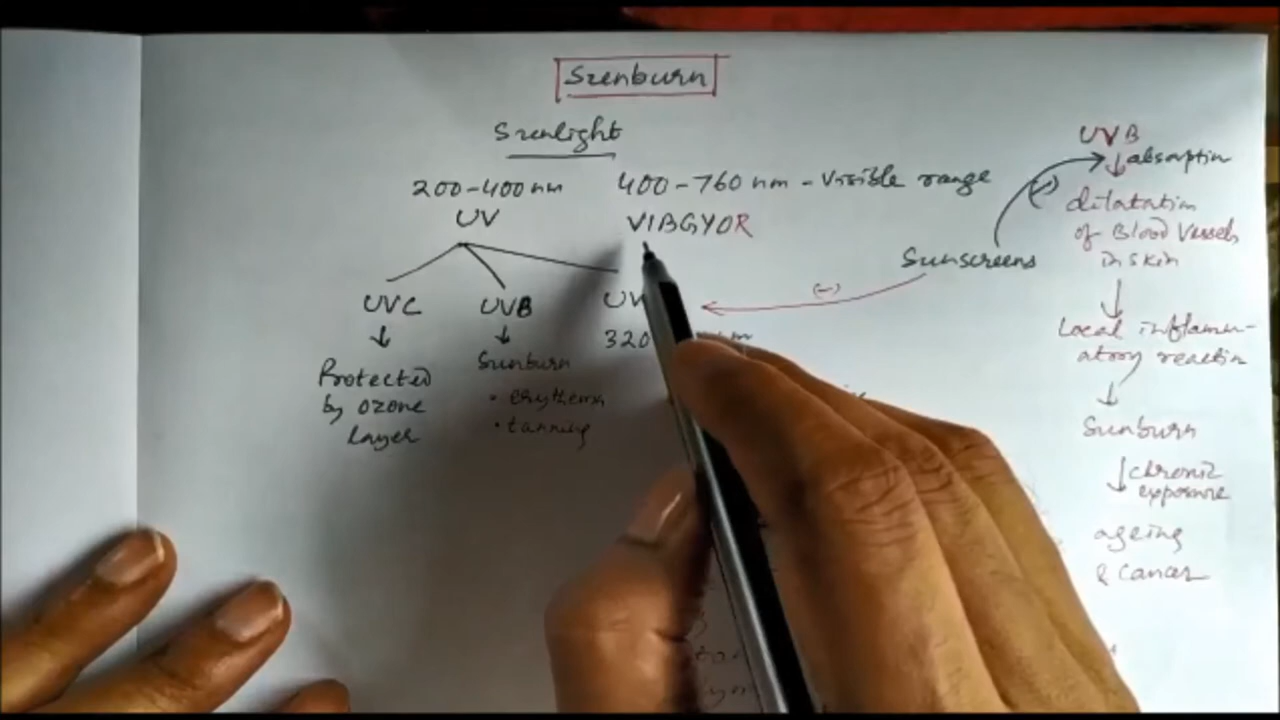 Sunburn
Sunlight
200-400 nm
UV
400-760 nm - Visible range
VIBGYOR
UVC
Protected
by ozone
layer
UVB
Sunburn
• erythema
• tanning
UV
320
Sunscreens
(-)
(-)
UVB
absorption
dilatation
of Blood Vessels
in skin
Local inflamm-
atory reaction
Sunburn
chronic
exposure
ageing
& cancer